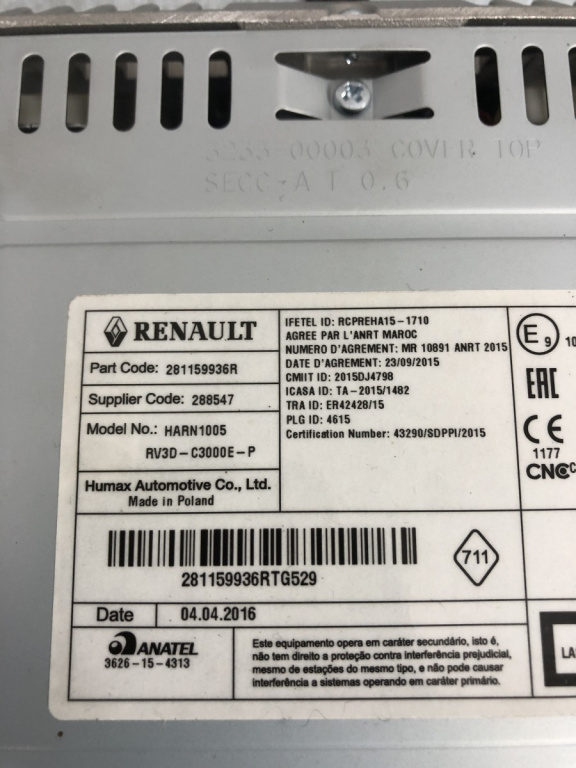 3233-00003 COVER TOP
SECC-A T 0.6
RENAULT
Part Code: 281159936R
Supplier Code: 288547
Model No.: HARN1005
RV3D-C3000E-P
Humax Automotive Co., Ltd.
Made in Poland
IFETEL ID: RCPREHA15-1710
AGREE PAR L'ANRT MAROC
NUMERO D'AGREMENT: MR 10891 ANRT 2015
DATE D'AGREMENT: 23/09/2015
CMIIT ID: 2015DJ4798
ICASA ID: TA-2015/1482
TRA ID: ER42428/15
PLG ID: 4615
Certification Number: 43290/SDPPI/2015
E9 10
EAC
CE
1177
CNC
281159936RTG529
711
Date 04.04.2016
ANATEL
3626-15-4313
Este equipamento opera em caráter secundário, isto é,
não tem direito a proteção contra interferência prejudicial,
mesmo de estações do mesmo tipo, e não pode causar
interferência a sistemas operando em caráter primário.
LA